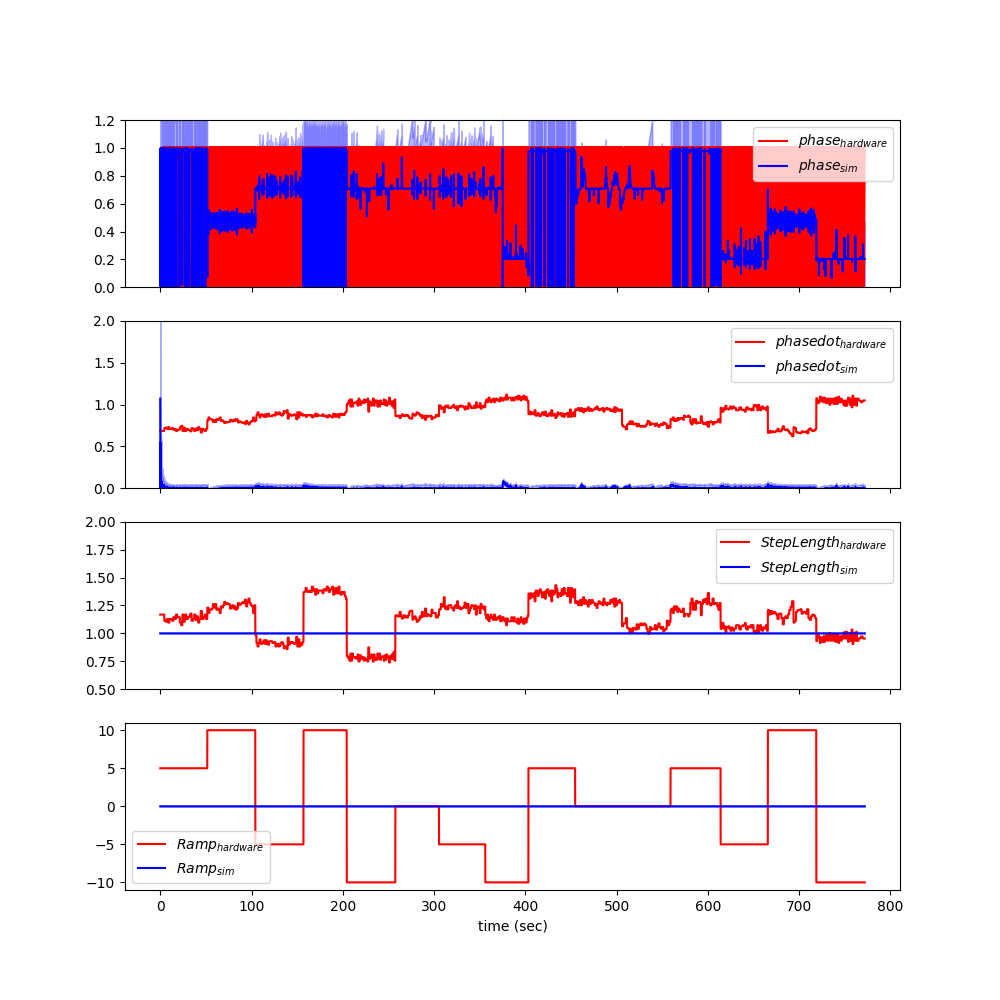 1.2
1.0
0.8
0.6
0.4
0.2
0.0
phase_hardware
phase_sim
2.0
1.5
1.0
0.5
0.0
phasedot_hardware
phasedot_sim
2.00
1.75
1.50
1.25
1.00
0.75
0.50
StepLength_hardware
StepLength_sim
10
5
0
−5
−10
Ramp_hardware
Ramp_sim
0 100 200 300 400 500 600 700 800
time (sec)